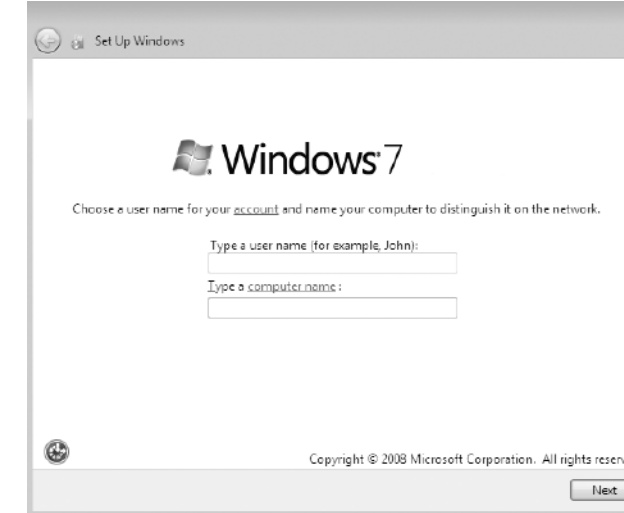 Set Up Windows
Windows 7
Choose a user name for your account and name your computer to distinguish it on the network.
Type a user name (for example, John):
Type a computer name :
Copyright © 2008 Microsoft Corporation. All rights reser
Next